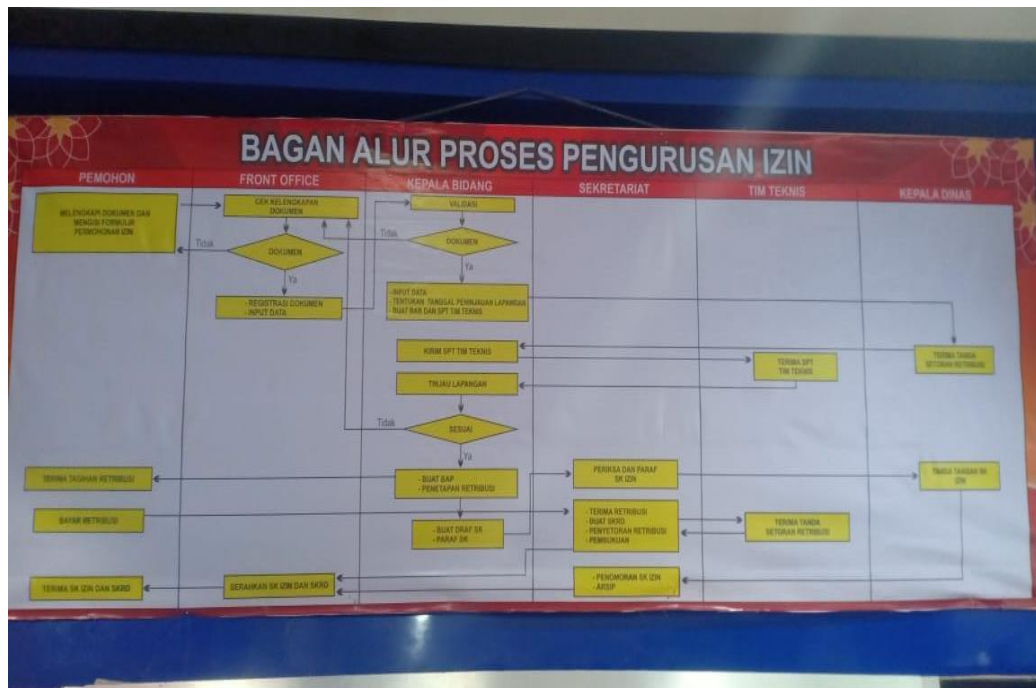 BAGAN ALUR PROSES PENGURUSAN IZIN
PEMOHON
FRONT OFFICE
KEPALA BIDANG
SEKRETARIAT
TIM TEKNIS
KEPALA DINAS
MELENGKAPI DOKUMEN DAN
MENGISI FORMULIR
PERMOHONAN IZIN
CEK KELENGKAPAN
DOKUMEN
VALIDASI
Tidak
DOKUMEN
Tidak
DOKUMEN
Ya
Ya
- REGISTRASI DOKUMEN
- INPUT DATA
- INPUT DATA
- TENTUKAN TANGGAL PENINJAUAN LAPANGAN
- BUAT BAB DAN SPT TIM TEKNIS
KIRIM SPT TIM TEKNIS
TERIMA SPT
TIM TEKNIS
TERIMA TANDA
SETORAN RETRIBUSI
TINJAU LAPANGAN
Tidak
SESUAI
Ya
TERIMA TAGIHAN RETRIBUSI
- BUAT BAP
- PENETAPAN RETRIBUSI
PERIKSA DAN PARAF
SK IZIN
TANDA TANGAN SK
IZIN
BAYAR RETRIBUSI
- BUAT DRAF SK
- PARAF SK
- TERIMA RETRIBUSI
- BUAT SKRD
- PENYETORAN RETRIBUSI
- PEMBUKUAN
TERIMA TANDA
SETORAN RETRIBUSI
TERIMA SK IZIN DAN SKRD
SERAHKAN SK IZIN DAN SKRD
- PENOMORAN SK IZIN
- ARSIP